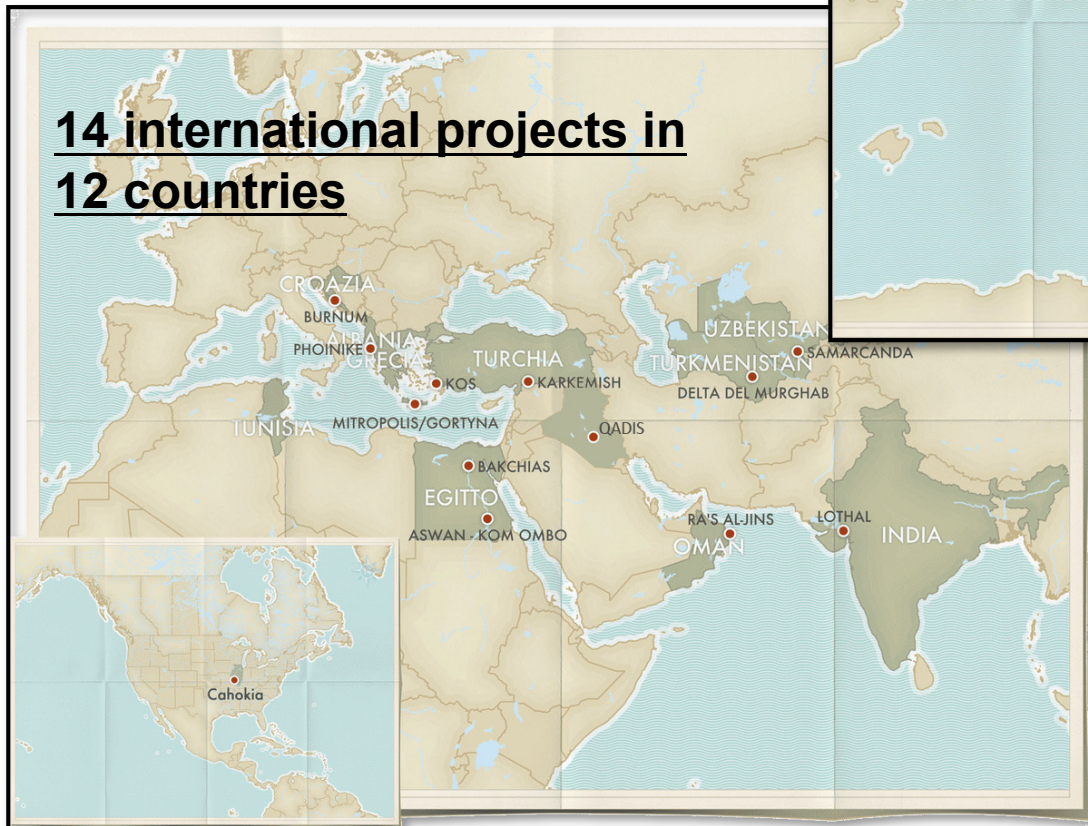 14 international projects in
12 countries
CROAZIA
BURNUM
ALBANIA
PHOINIKE
GRECIA
TURCHIA
KOS
KARKEMISH
MITROPOLIS/GORTYNA
TUNISIA
UZBEKISTAN
SAMARCANDA
TURKMENISTAN
DELTA DEL MURGHAB
QADIS
BAKCHIAS
EGITTO
ASWAN - KOM OMBO
RA'S AL-JINS
OMAN
LOTHAL
INDIA
Cahokia